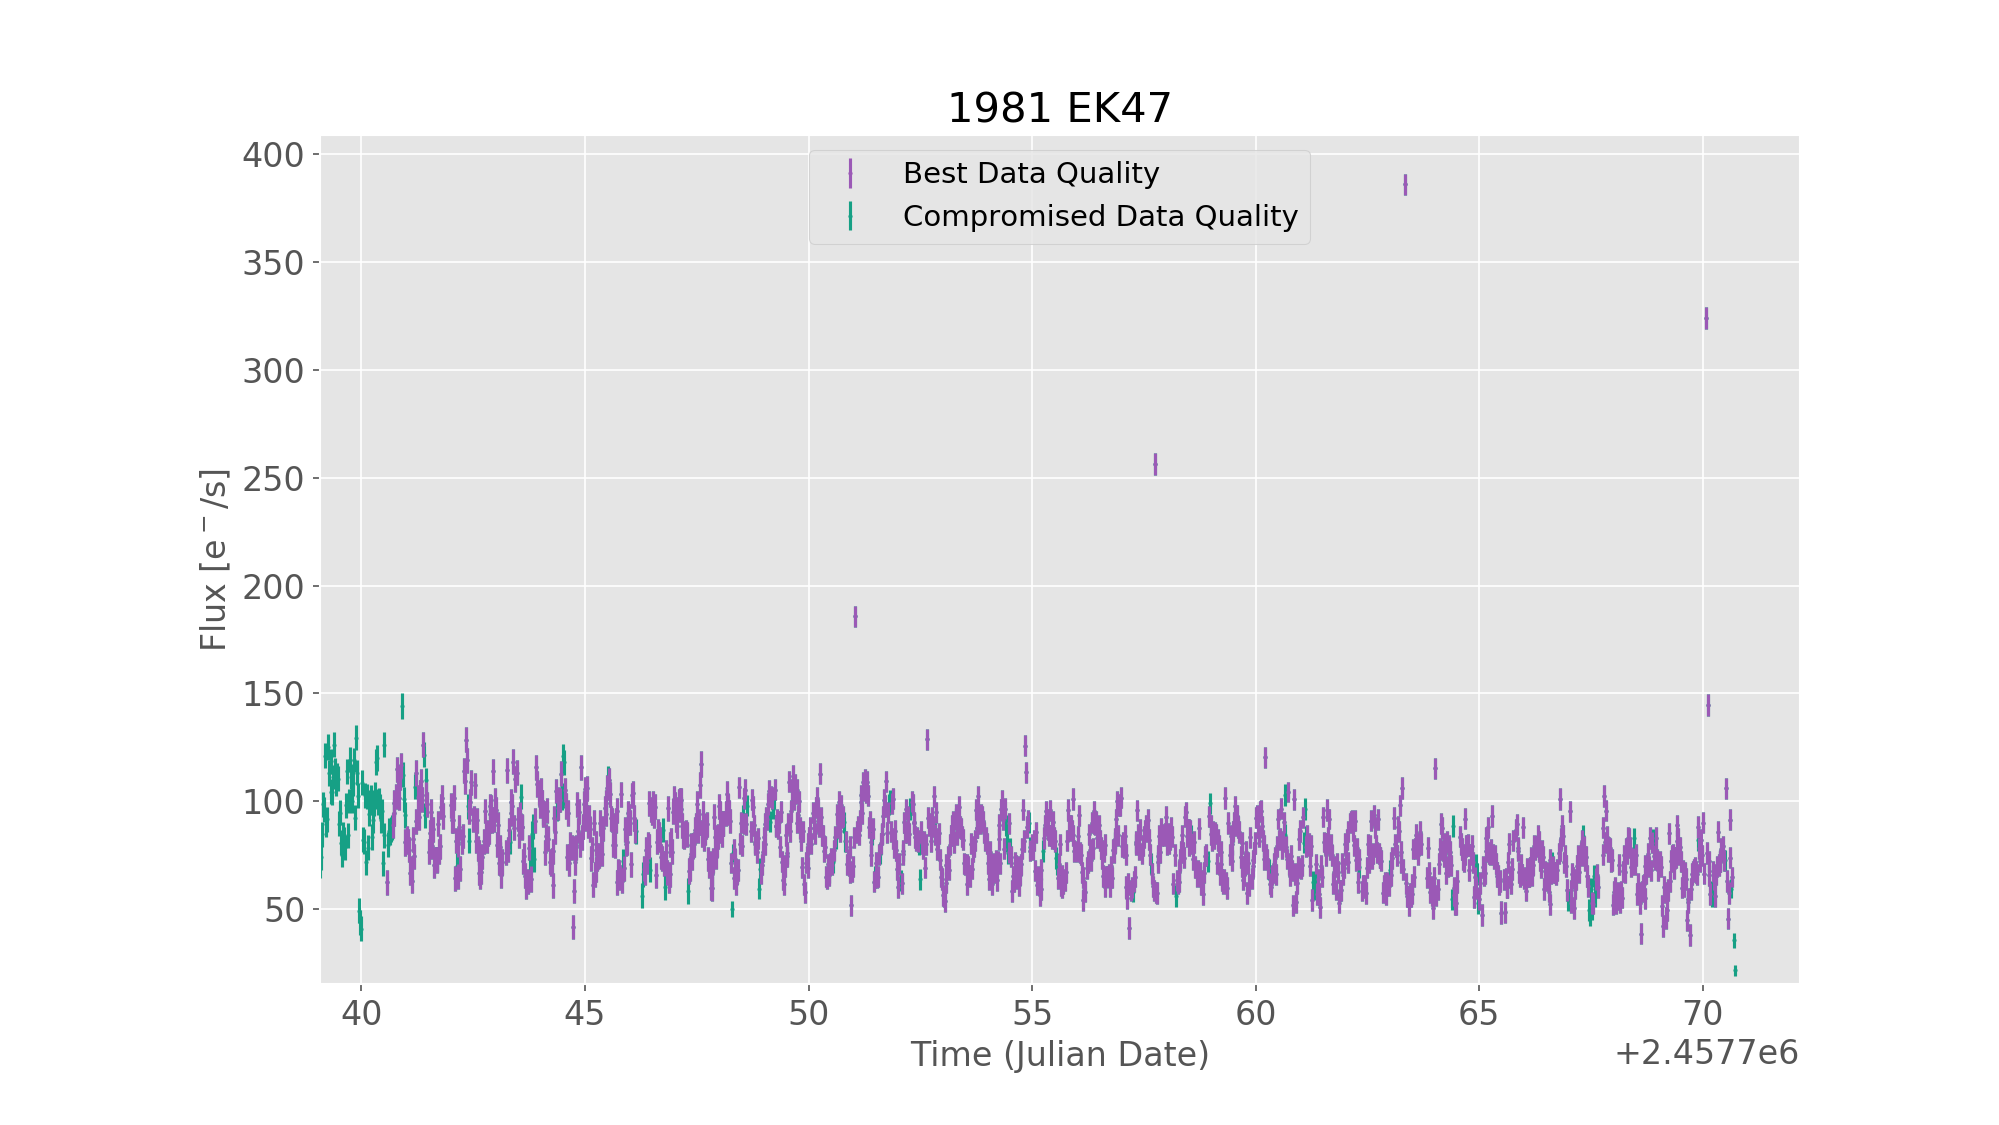 1981 EK47
Best Data Quality
Compromised Data Quality
400
350
300
250
200
150
100
50
Flux [e⁻/s]
40 45 50 55 60 65 70
Time (Julian Date)
+2.4577e6